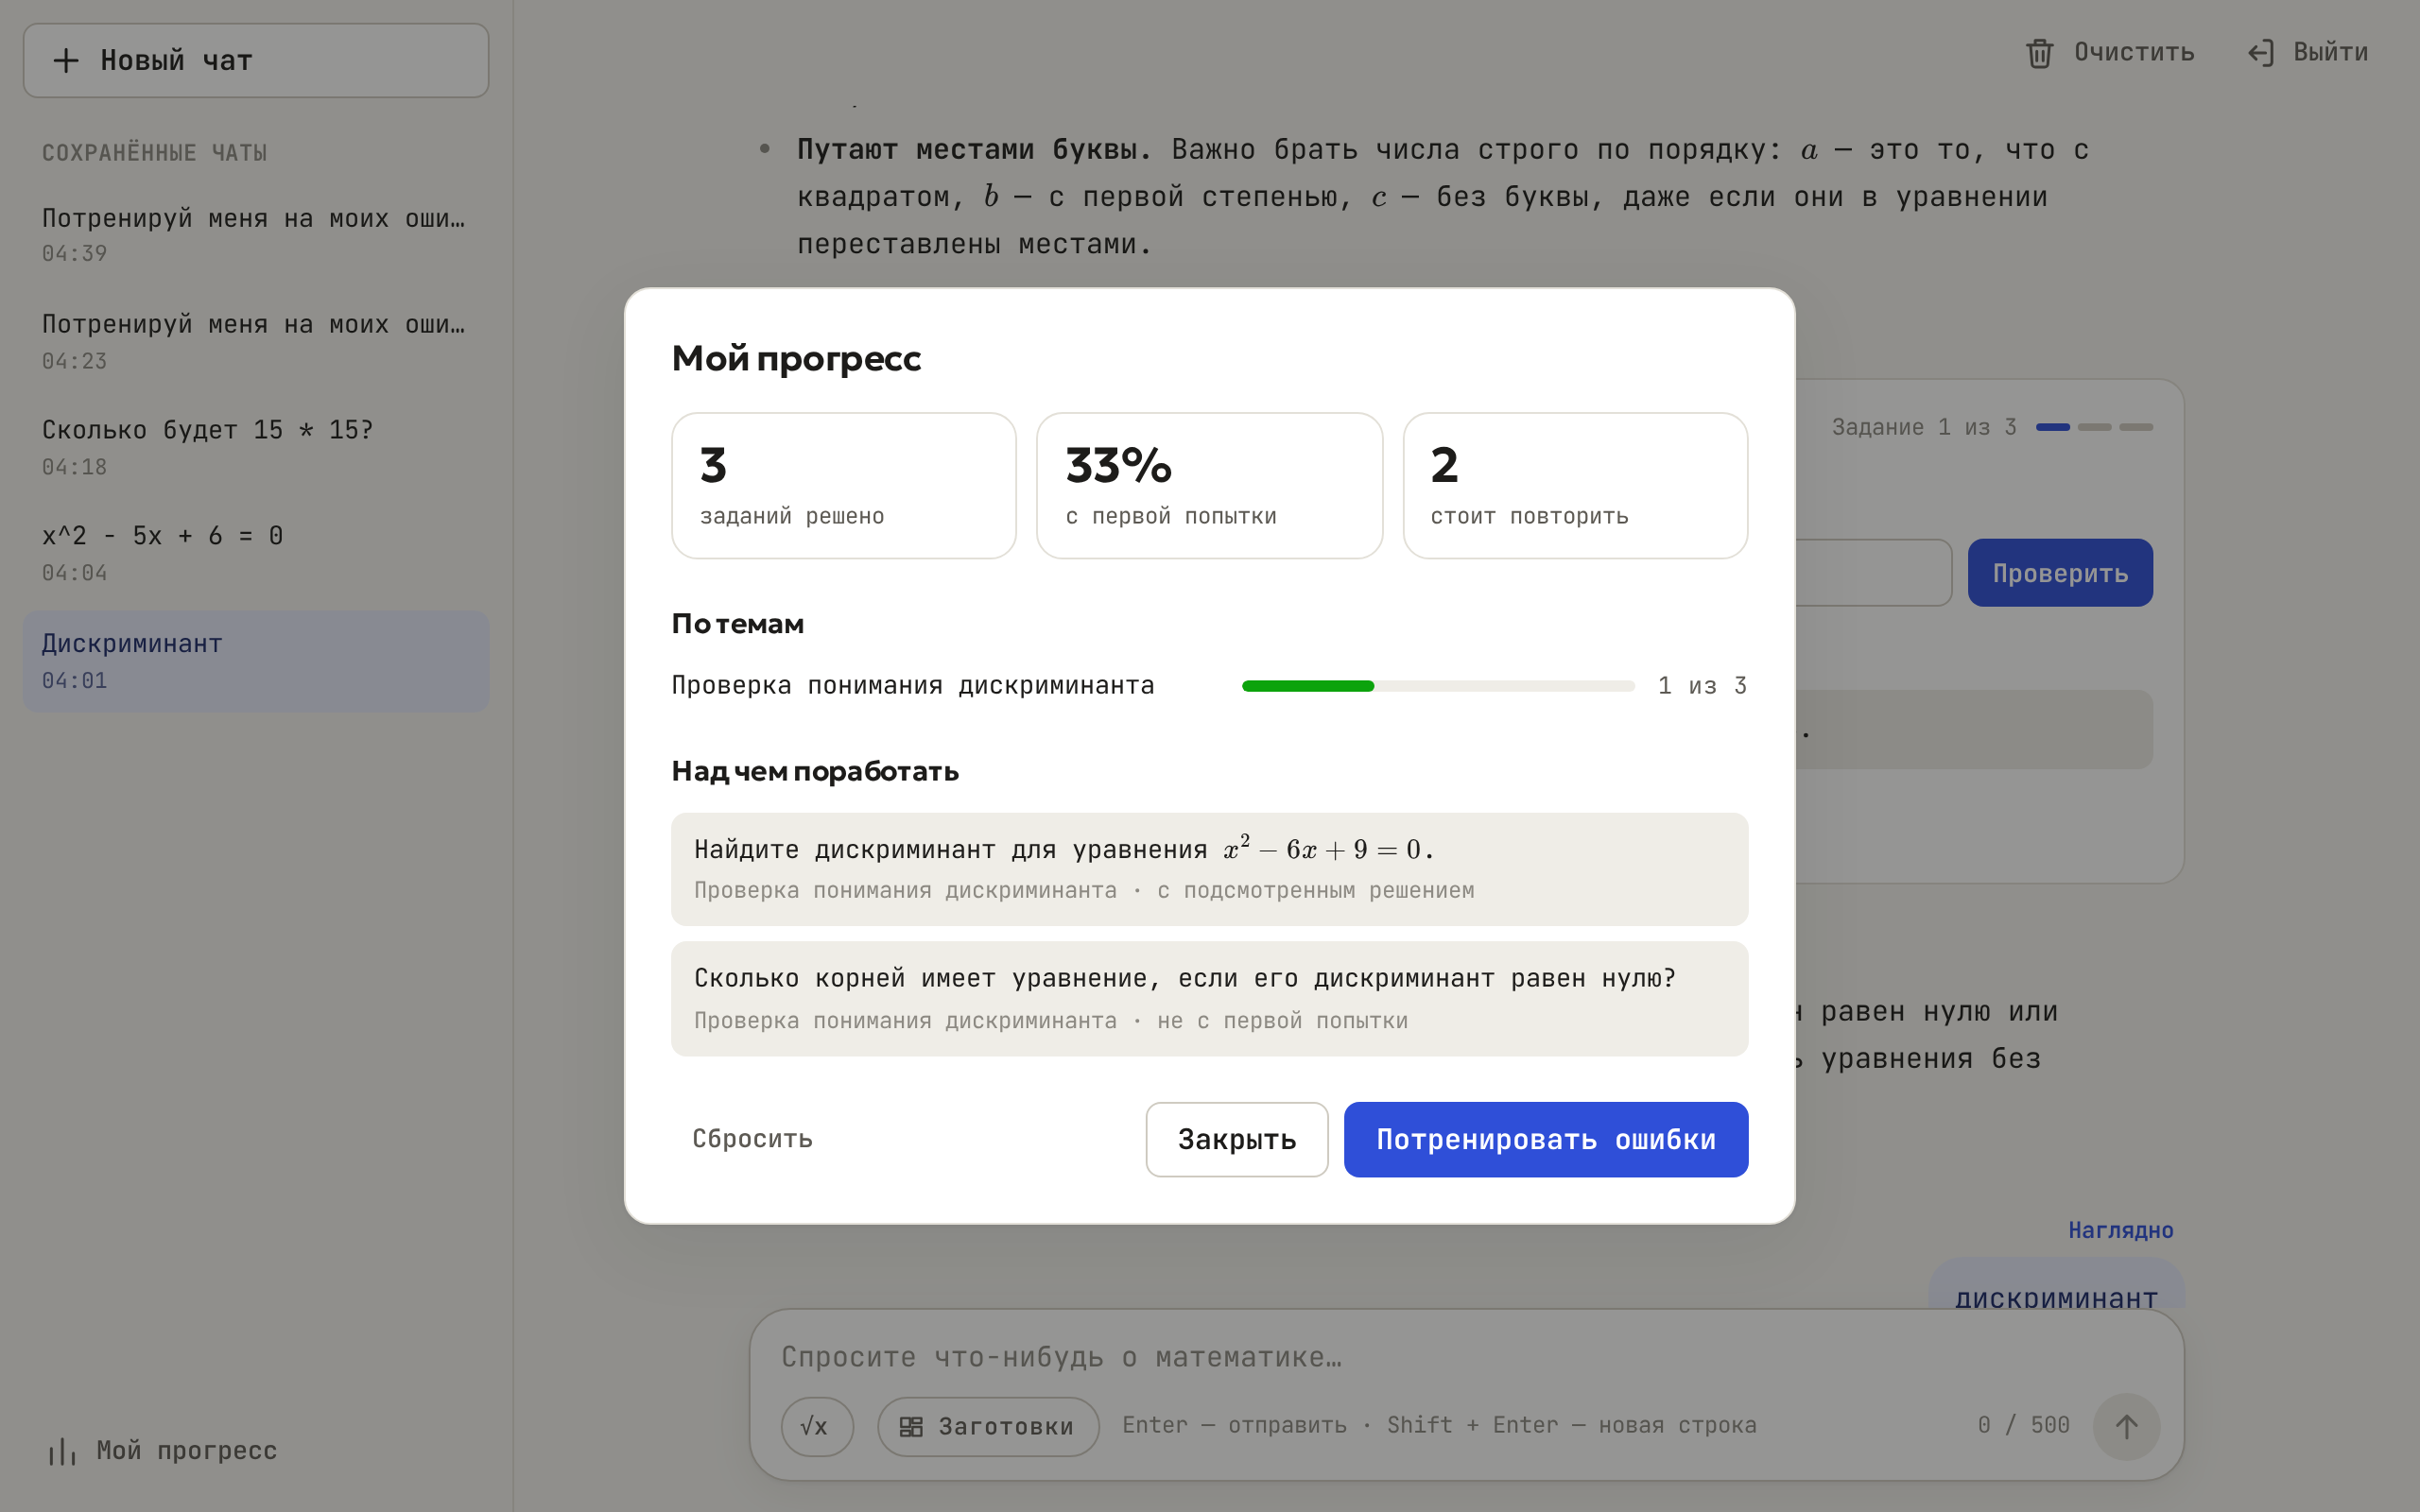 Новый чат
Очистить
Выйти
СОХРАНЁННЫЕ ЧАТЫ
Потренируй меня на моих оши…
04:39
Потренируй меня на моих оши…
04:23
Сколько будет 15 * 15?
04:18
x^2 - 5x + 6 = 0
04:04
Дискриминант
04:01
Мой прогресс
Путают местами буквы. Важно брать числа строго по порядку: a — это то, что с
квадратом, b — с первой степенью, c — без буквы, даже если они в уравнении
переставлены местами.
Задание 1 из 3
Проверить
Мой прогресс
3
заданий решено
33%
с первой попытки
2
стоит повторить
По темам
Проверка понимания дискриминанта
1 из 3
Над чем поработать
Найдите дискриминант для уравнения x² − 6x + 9 = 0.
Проверка понимания дискриминанта · с подсмотренным решением
Сколько корней имеет уравнение, если его дискриминант равен нулю?
Проверка понимания дискриминанта · не с первой попытки
Сбросить
Закрыть
Потренировать ошибки
равен нулю или
уравнения без
Наглядно
дискриминант
Спросите что-нибудь о математике…
√x
Заготовки
Enter — отправить · Shift + Enter — новая строка
0 / 500